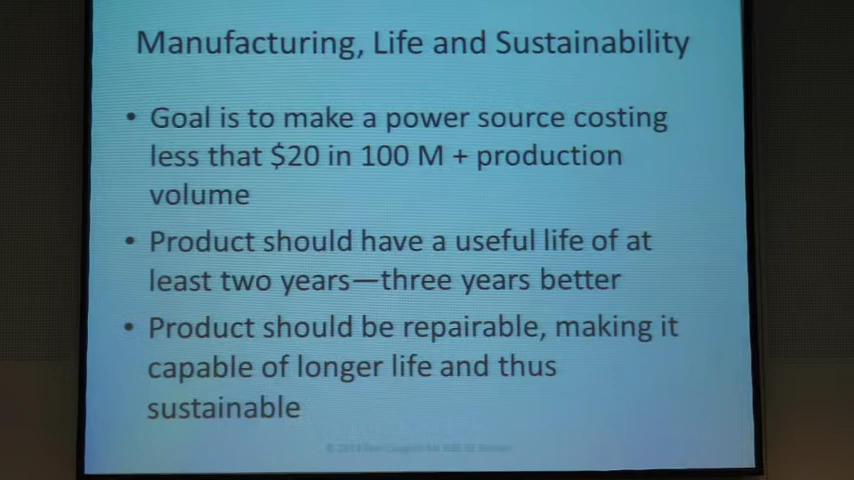 Manufacturing, Life and Sustainability
• Goal is to make a power source costing
less that $20 in 100 M + production
volume
• Product should have a useful life of at
least two years—three years better
• Product should be repairable, making it
capable of longer life and thus
sustainable